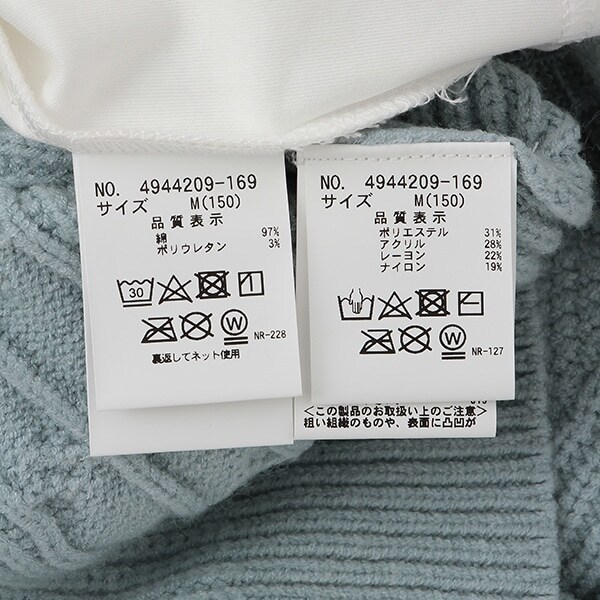 NO. 4944209-169
サイズ M(150)
品質表示
綿 97%
ポリウレタン 3%
30
W
NR-228
裏返してネット使用
NO. 4944209-169
サイズ M(150)
品質表示
ポリエステル 31%
アクリル 28%
レーヨン 22%
ナイロン 19%
W
NR-127
<この製品のお取扱い上のご注意>
粗い組織のものや、表面に凸凹が